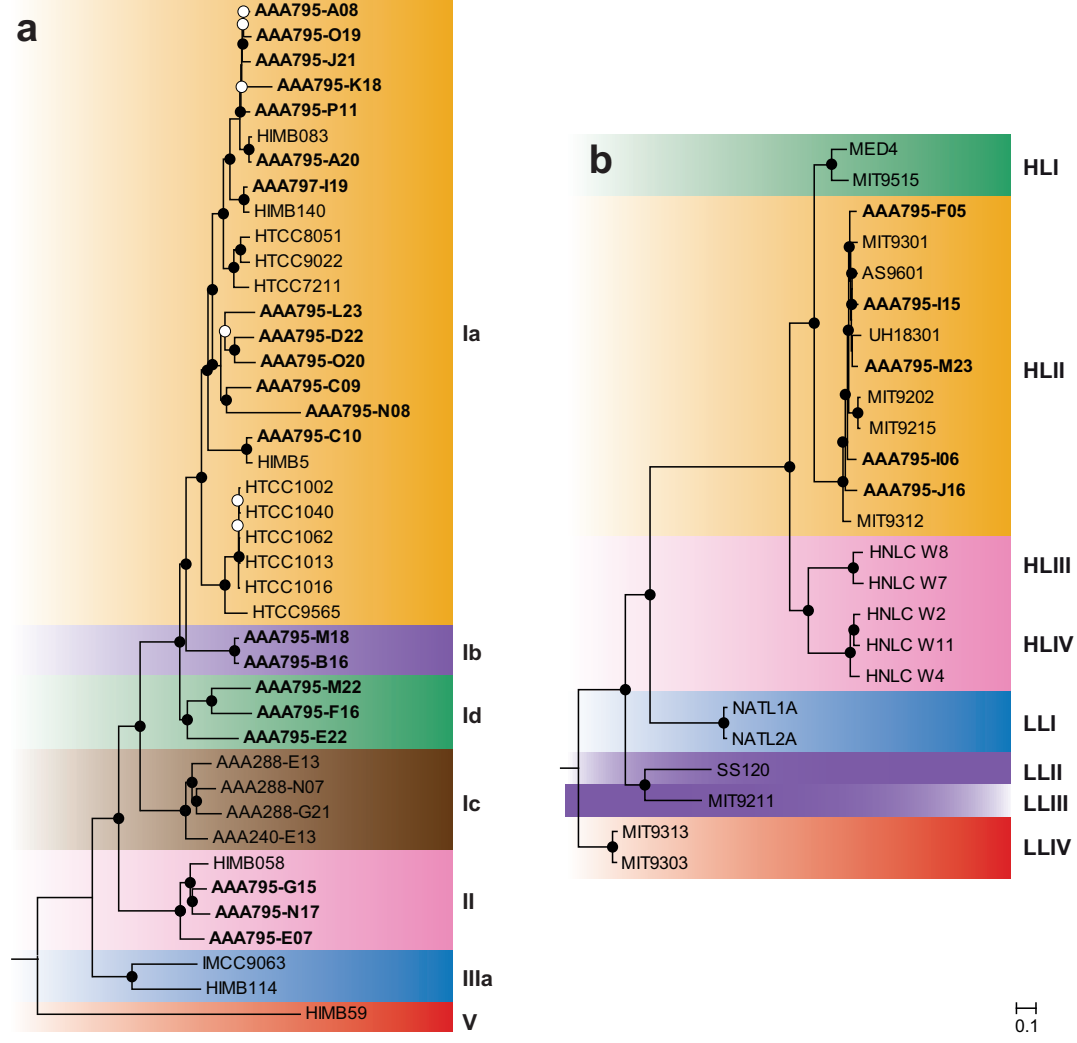 a
AAA795-A08
AAA795-O19
AAA795-J21
AAA795-K18
AAA795-P11
HIMB083
AAA795-A20
AAA797-I19
HIMB140
HTCC8051
HTCC9022
HTCC7211
AAA795-L23
AAA795-D22
AAA795-O20
AAA795-C09
AAA795-N08
AAA795-C10
HIMB5
HTCC1002
HTCC1040
HTCC1062
HTCC1013
HTCC1016
HTCC9565
Ia
AAA795-M18
AAA795-B16
Ib
AAA795-M22
AAA795-F16
AAA795-E22
Id
AAA288-E13
AAA288-N07
AAA288-G21
AAA240-E13
Ic
HIMB058
AAA795-G15
AAA795-N17
AAA795-E07
II
IMCC9063
HIMB114
IIIa
HIMB59
V
b
MED4
MIT9515
HLI
AAA795-F05
MIT9301
AS9601
AAA795-I15
UH18301
AAA795-M23
MIT9202
MIT9215
AAA795-I06
AAA795-J16
MIT9312
HLII
HNLC W8
HNLC W7
HLIII
HNLC W2
HNLC W11
HNLC W4
HLIV
NATL1A
NATL2A
LLI
SS120
LLII
MIT9211
LLIII
MIT9313
MIT9303
LLIV
0.1